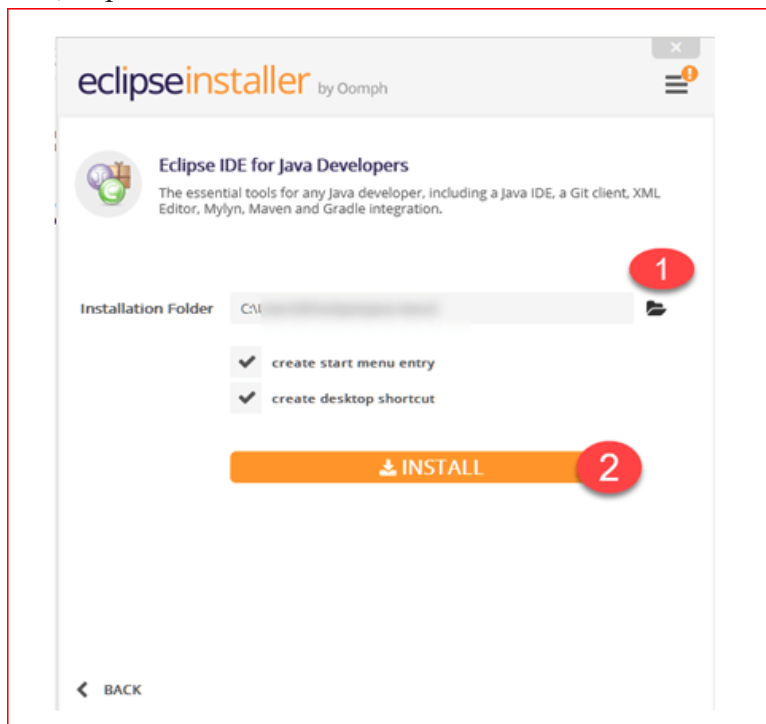 eclipseinstaller by Oomph
Eclipse IDE for Java Developers
The essential tools for any Java developer, including a Java IDE, a Git client, XML
Editor, Mylyn, Maven and Gradle integration.
1
Installation Folder C:\
create start menu entry
create desktop shortcut
INSTALL 2
BACK